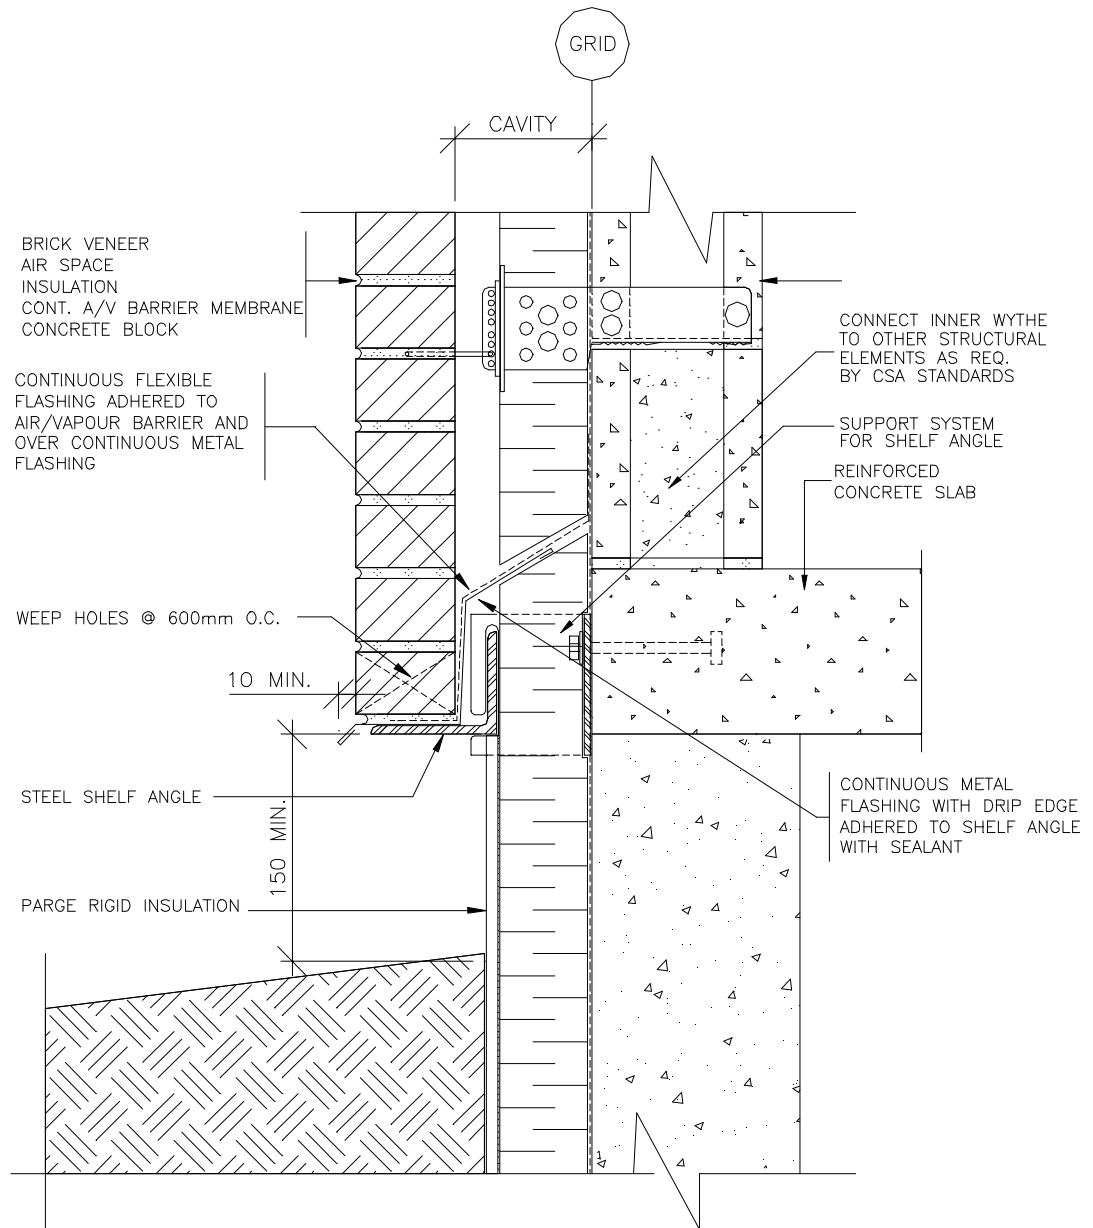 GRID
CAVITY
BRICK VENEER
AIR SPACE
INSULATION
CONT. A/V BARRIER MEMBRANE
CONCRETE BLOCK
CONNECT INNER WYTHE
TO OTHER STRUCTURAL
ELEMENTS AS REQ.
BY CSA STANDARDS
CONTINUOUS FLEXIBLE
FLASHING ADHERED TO
AIR/VAPOUR BARRIER AND
OVER CONTINUOUS METAL
FLASHING
SUPPORT SYSTEM
FOR SHELF ANGLE
REINFORCED
CONCRETE SLAB
WEEP HOLES @ 600mm O.C.
10 MIN.
STEEL SHELF ANGLE
150 MIN.
CONTINUOUS METAL
FLASHING WITH DRIP EDGE
ADHERED TO SHELF ANGLE
WITH SEALANT
PARGE RIGID INSULATION